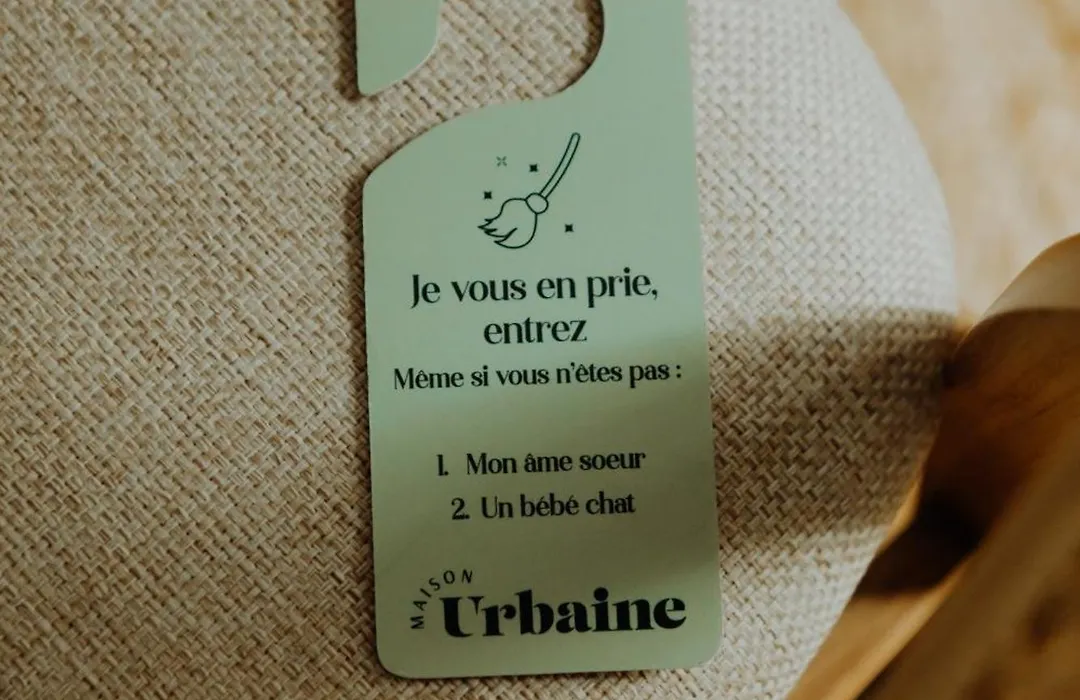 Je vous en prie,
entrez
Même si vous n'êtes pas :
1. Mon âme soeur
2. Un bébé chat
MAISON
Urbaine